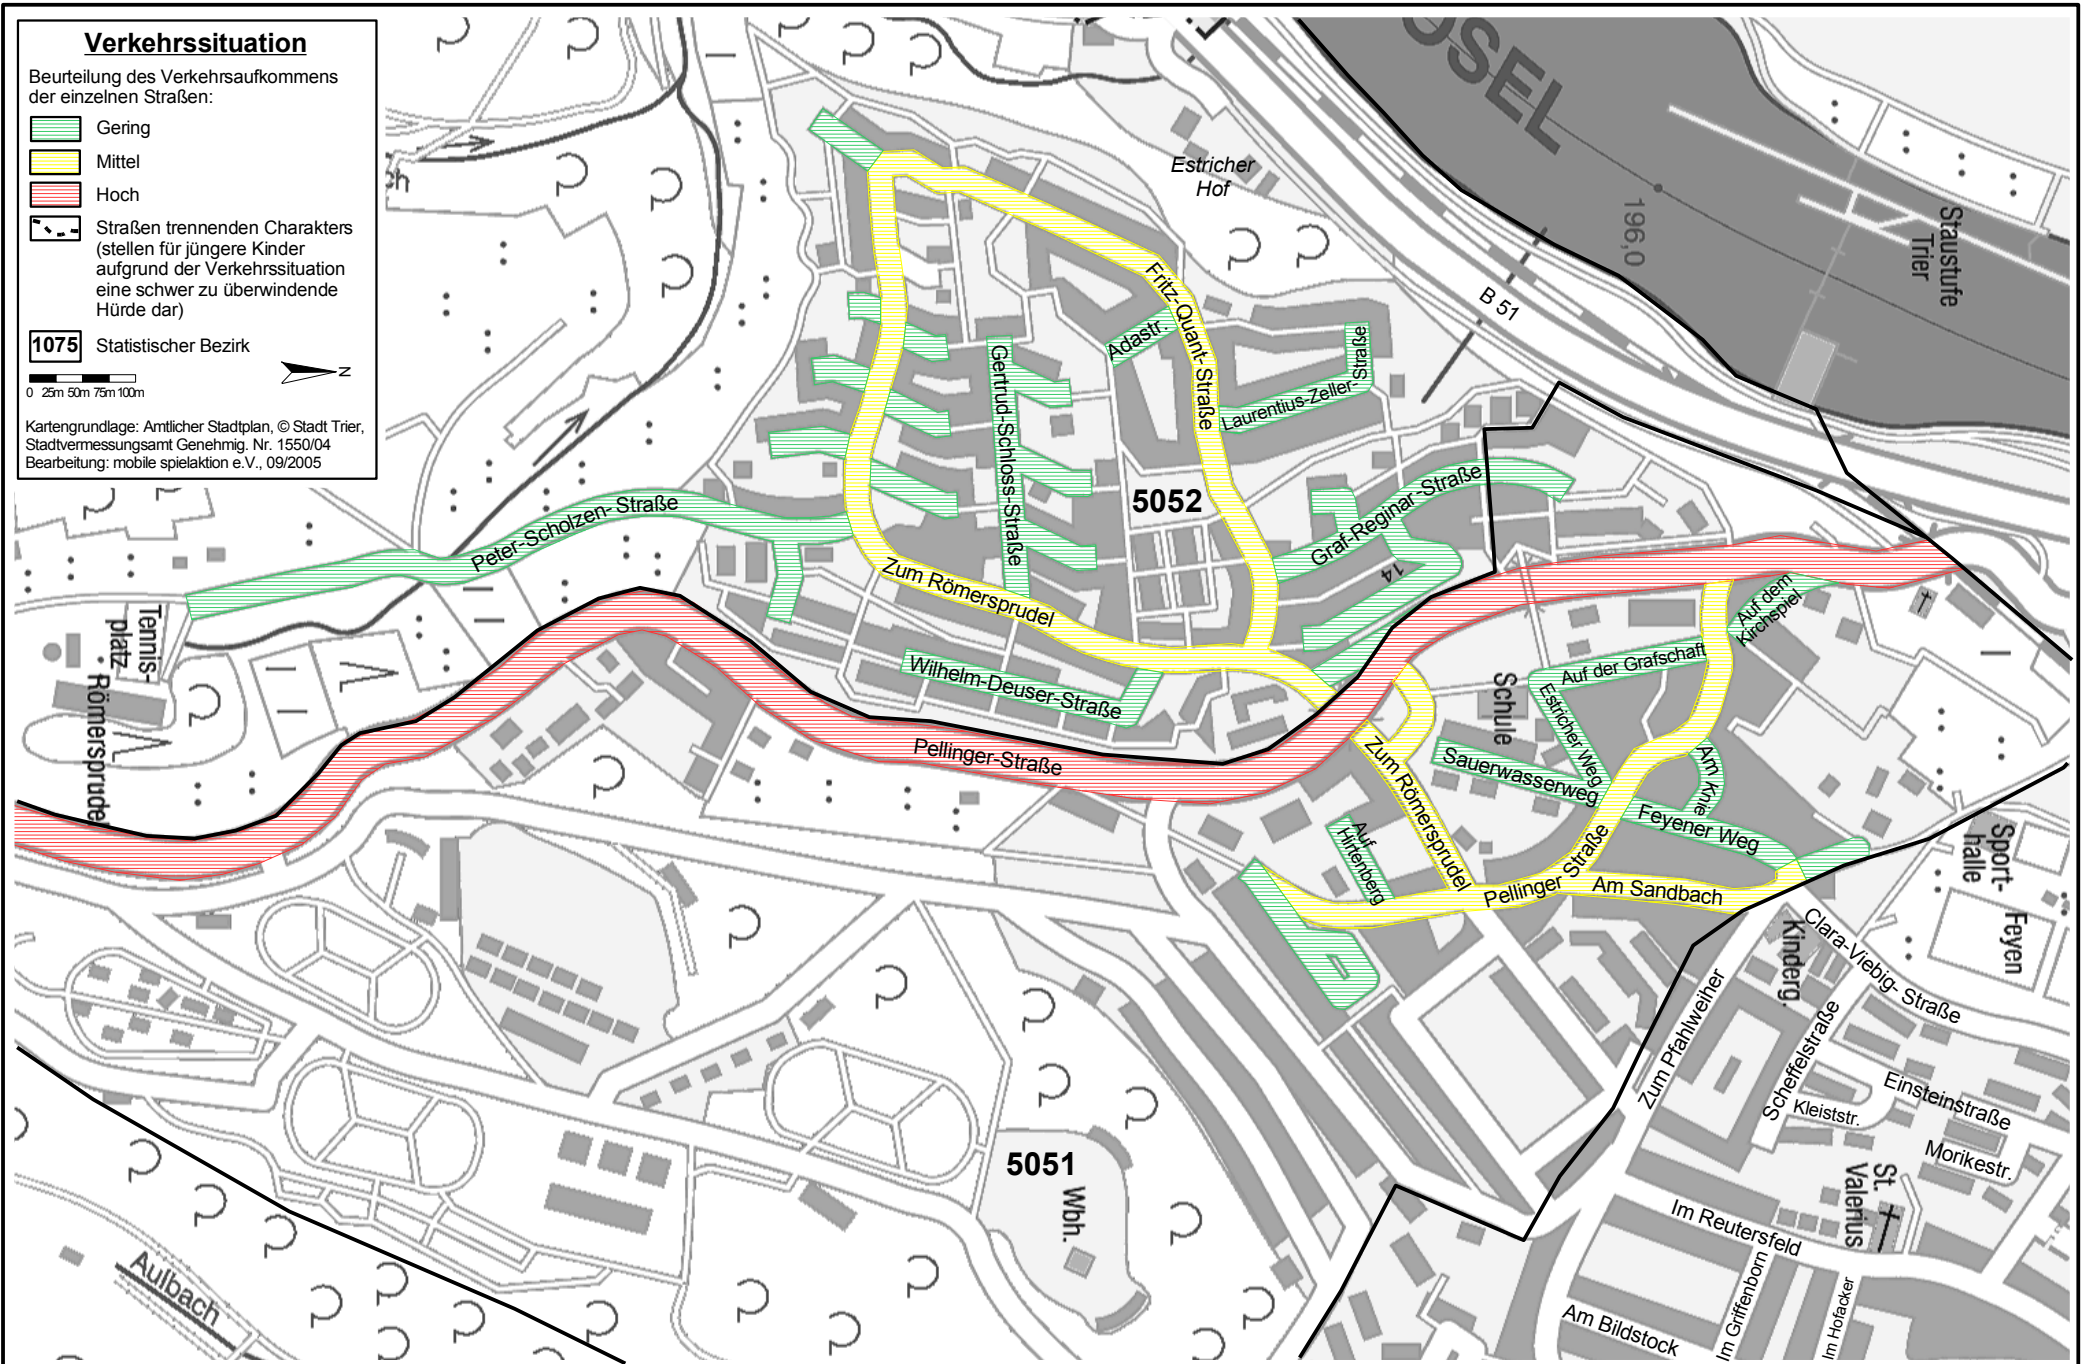 Verkehrssituation
Beurteilung des Verkehrsaufkommens
der einzelnen Straßen:
Gering
Mittel
Hoch
Straßen trennenden Charakters
(stellen für jüngere Kinder
aufgrund der Verkehrssituation
eine schwer zu überwindende
Hürde dar)
1075 Statistischer Bezirk
N
0 25m 50m 75m 100m
Kartengrundlage: Amtlicher Stadtplan, © Stadt Trier,
Stadtvermessungsamt Genehmig. Nr. 1550/04
Bearbeitung: mobile spielaktion e.V., 09/2005
ch
OSEL
196,0
Staustufe
Trier
Estricher
Hof
B 51
Fritz-Quant-Straße
Adastr.
Laurentius-Zeller-Straße
Gertrud-Schloss-Straße
5052
Graf-Reginar-Straße
14
Peter-Scholzen-Straße
Zum Römersprudel
Wilhelm-Deuser-Straße
Pellinger-Straße
Tennis-
platz
Römersprudel
Auf dem
Kirchspiel
Auf der Grafschaft
Schule
Estricher Weg
Sauerwasserweg
Am Knie
Feyener Weg
Zum Römersprudel
Auf
Hirtenberg
Pellinger Straße
Am Sandbach
Sport-
halle
Feyen
Kinderg.
Clara-Viebig-Straße
Zum Pfahlweiher
Scheffelstraße
Einsteinstraße
Kleiststr.
Morikestr.
St.
Valerius
Im Reutersfeld
Im Griffenborn
Im Hofacker
Am Bildstock
5051
Wbh.
Aulbach